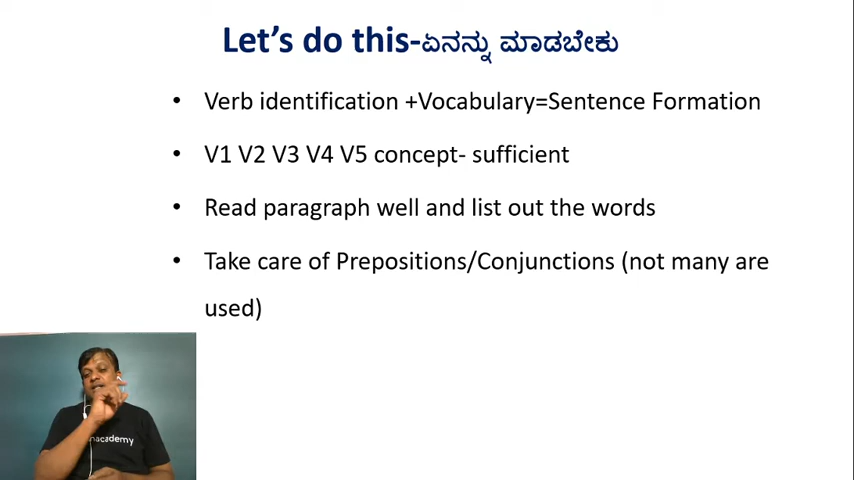 Let's do this-ಏನನ್ನು ಮಾಡಬೇಕು
• Verb identification +Vocabulary=Sentence Formation
• V1 V2 V3 V4 V5 concept- sufficient
• Read paragraph well and list out the words
• Take care of Prepositions/Conjunctions (not many are
used)
nacademy